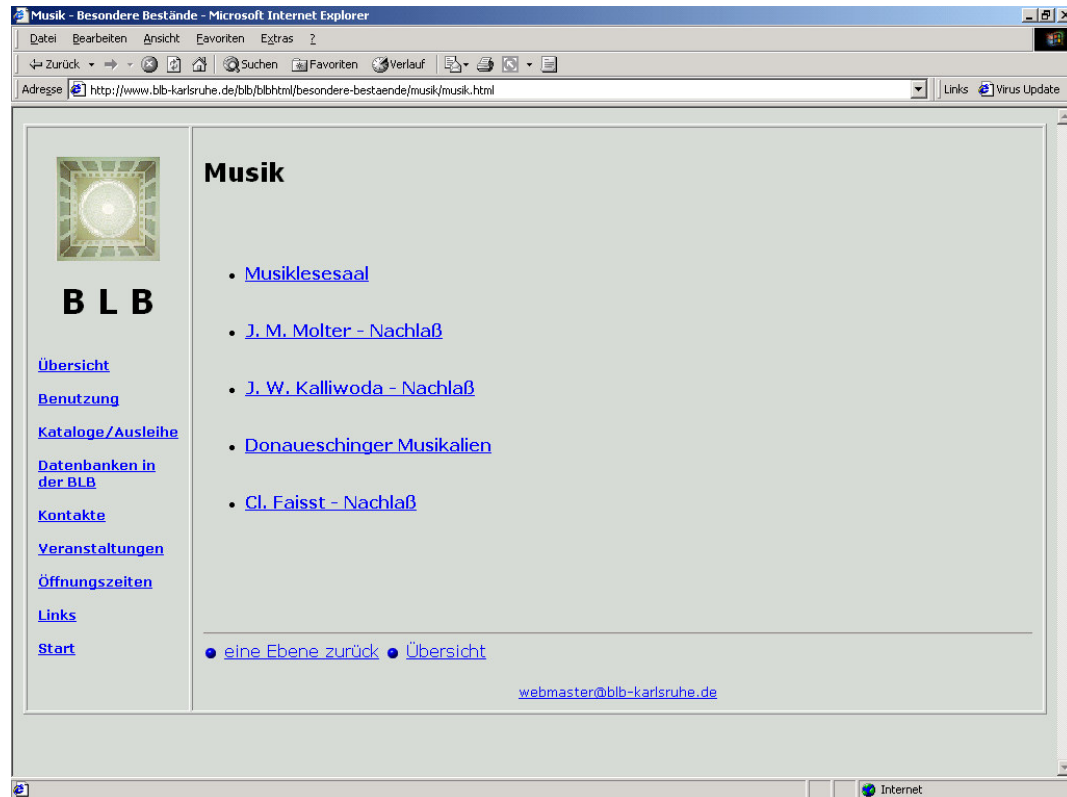 Musik - Besondere Bestände - Microsoft Internet Explorer
Datei Bearbeiten Ansicht Favoriten Extras ?
Zurück Suchen Favoriten Verlauf
Adresse http://www.blb-karlsruhe.de/blb/blbhtml/besondere-bestaende/musik/musik.html Links Virus Update
B L B
Übersicht
Benutzung
Kataloge/Ausleihe
Datenbanken in
der BLB
Kontakte
Veranstaltungen
Öffnungszeiten
Links
Start
Musik
• Musiklesesaal
• J. M. Molter - Nachlaß
• J. W. Kalliwoda - Nachlaß
• Donaueschinger Musikalien
• Cl. Faisst - Nachlaß
eine Ebene zurück Übersicht
webmaster@blb-karlsruhe.de
Internet